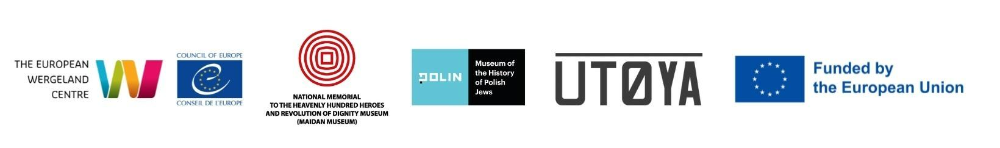 THE EUROPEAN
WERGELAND
CENTRE
COUNCIL OF EUROPE
CONSEIL DE L'EUROPE
NATIONAL MEMORIAL
TO THE HEAVENLY HUNDRED HEROES
AND REVOLUTION OF DIGNITY MUSEUM
(MAIDAN MUSEUM)
POLIN
Museum of
the History
of Polish
Jews
UTØYA
Funded by
the European Union